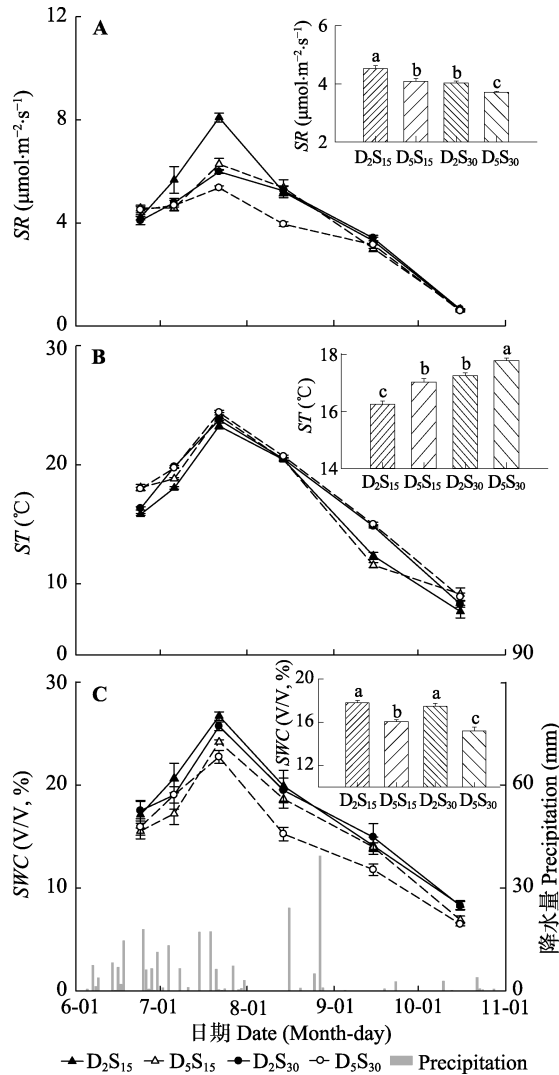 A
SR (μmol·m⁻²·s⁻¹)
12
8
4
0
SR (μmol·m⁻²·s⁻¹)
6
4
2
a b b c
D₂S₁₅ D₅S₁₅ D₂S₃₀ D₅S₃₀
B
ST (℃)
30
20
10
0
ST (℃)
18
16
14
c b b a
D₂S₁₅ D₅S₁₅ D₂S₃₀ D₅S₃₀
C
SWC (V/V, %)
30
20
10
0
SWC (V/V, %)
20
16
12
a b a c
D₂S₁₅ D₅S₁₅ D₂S₃₀ D₅S₃₀
90
60
30
0
降水量 Precipitation (mm)
6-01 7-01 8-01 9-01 10-01 11-01
日期 Date (Month-day)
D₂S₁₅ D₅S₁₅ D₂S₃₀ D₅S₃₀ Precipitation